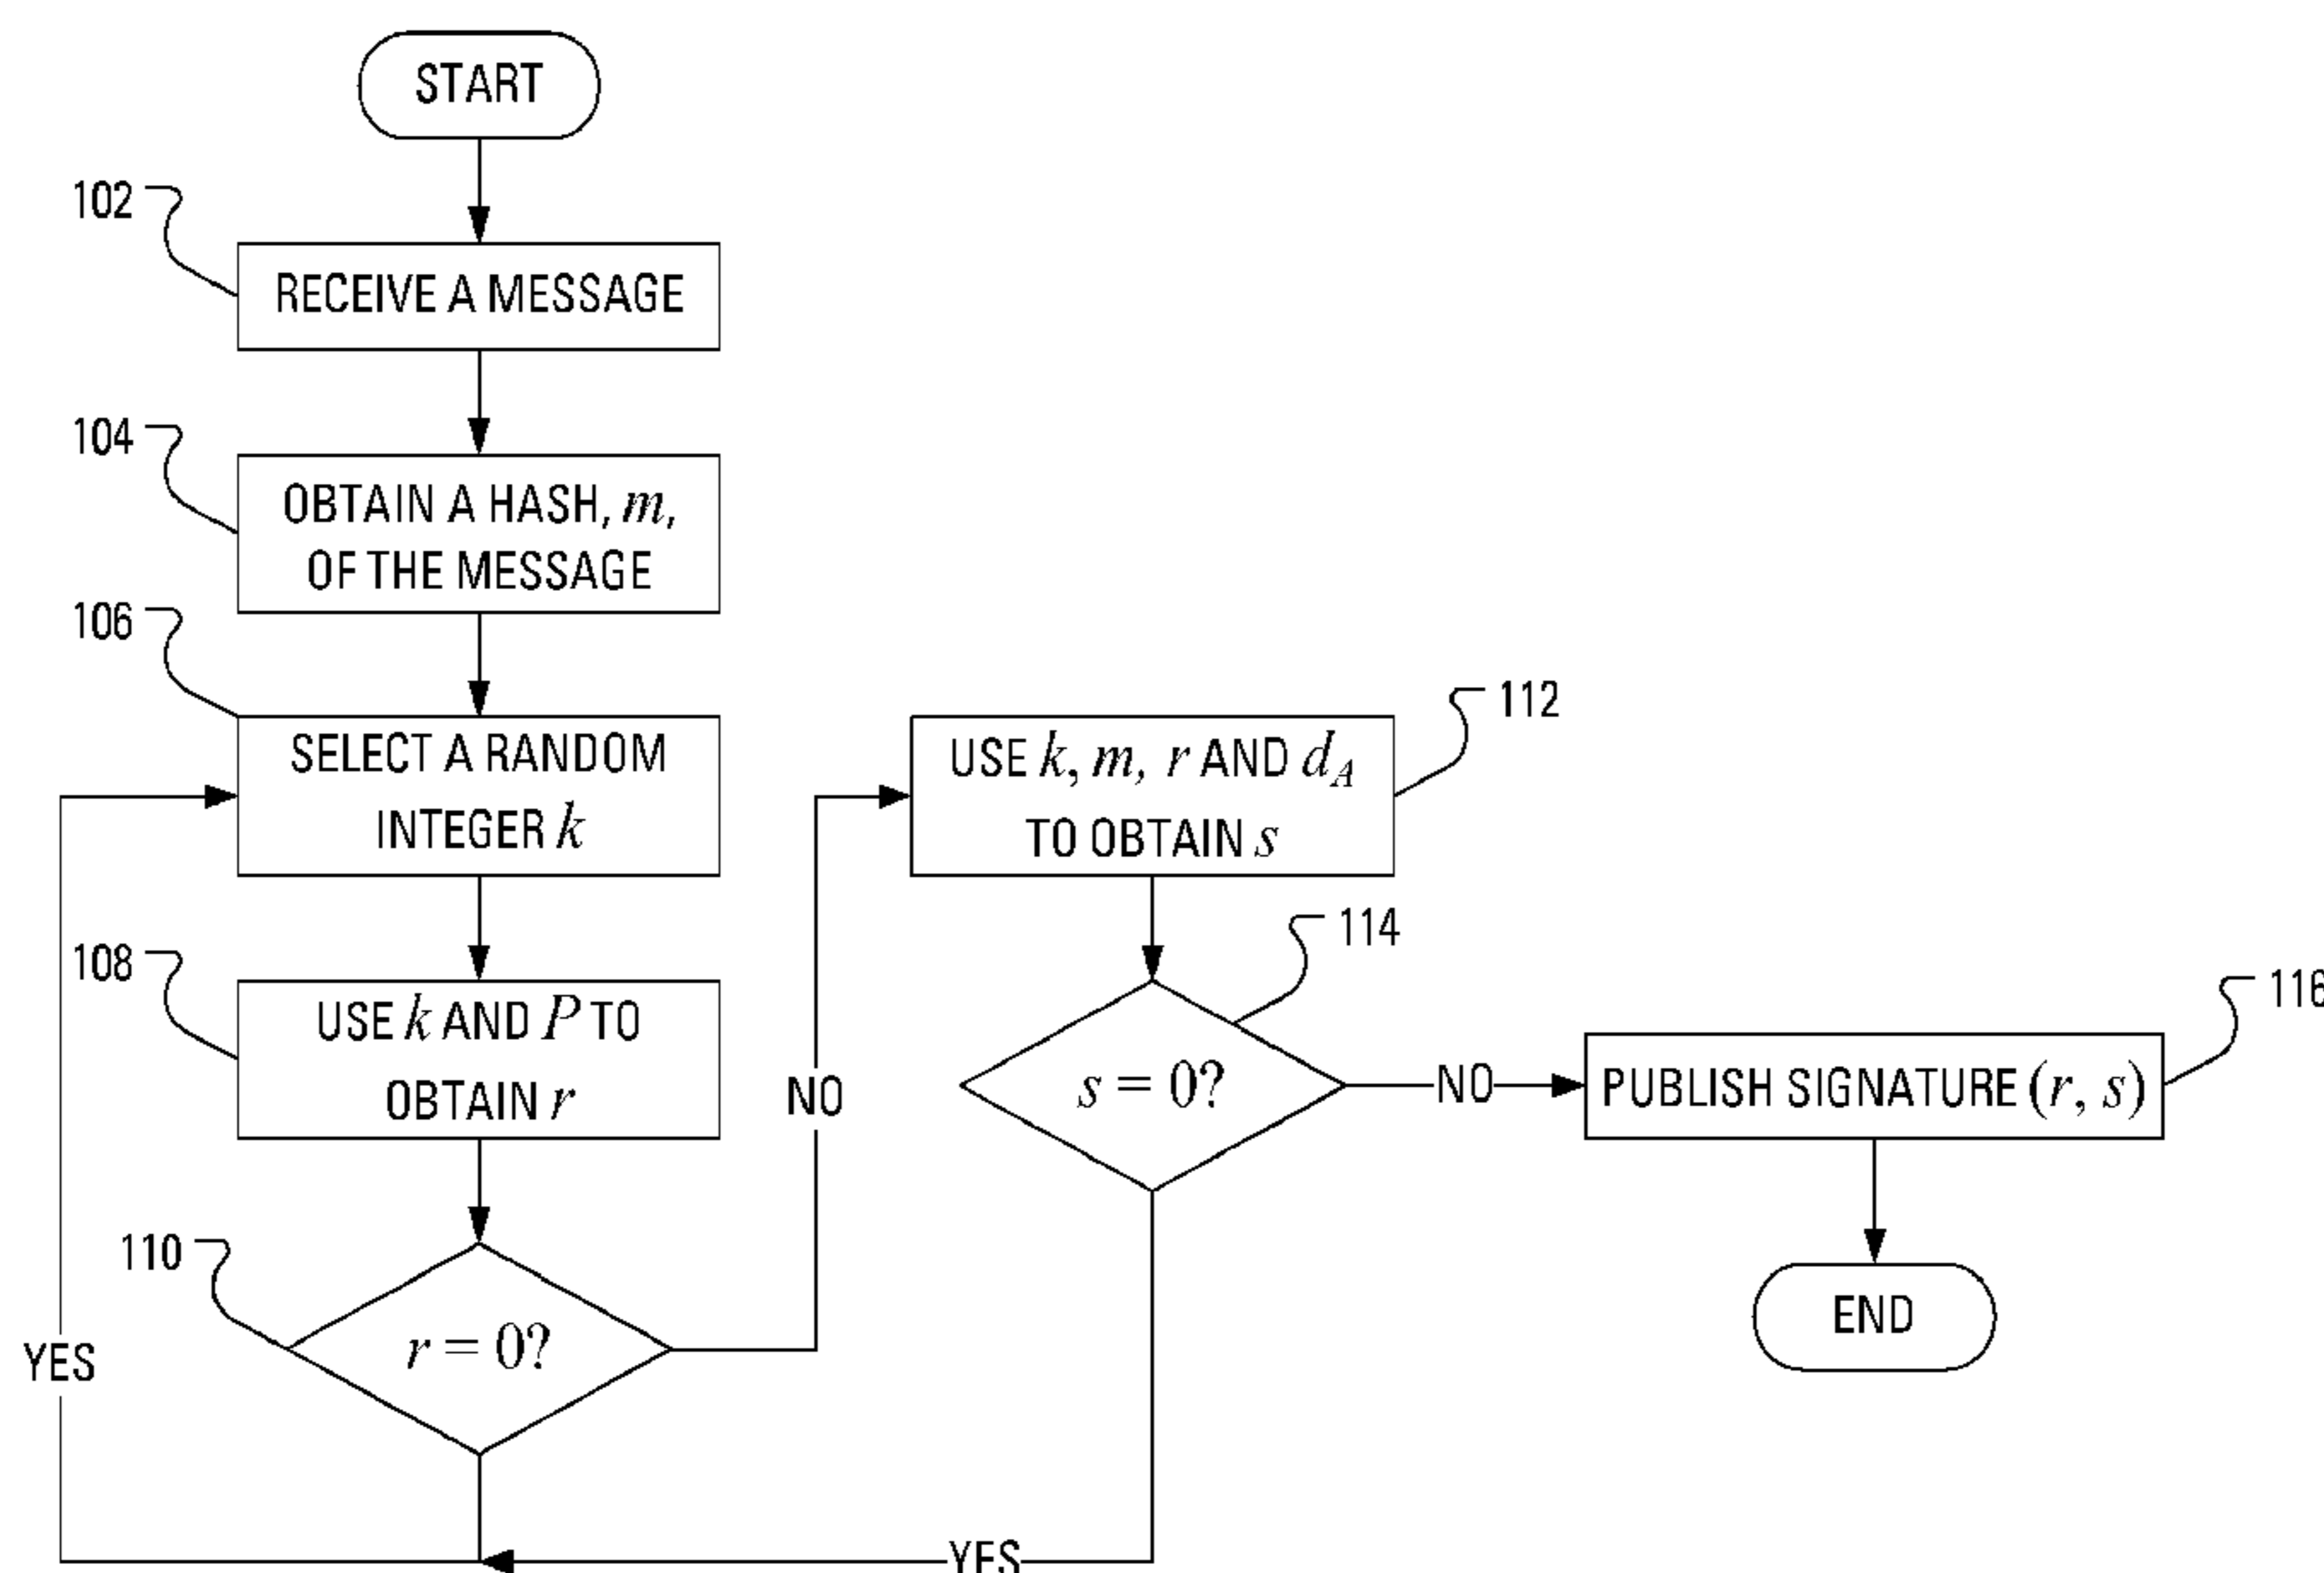 START
102
RECEIVE A MESSAGE
104
OBTAIN A HASH, m,
OF THE MESSAGE
106
SELECT A RANDOM
INTEGER k
108
USE k AND P TO
OBTAIN r
110
r = 0?
YES
NO
112
USE k, m, r AND d_A
TO OBTAIN s
114
s = 0?
YES
NO
116
PUBLISH SIGNATURE (r, s)
END